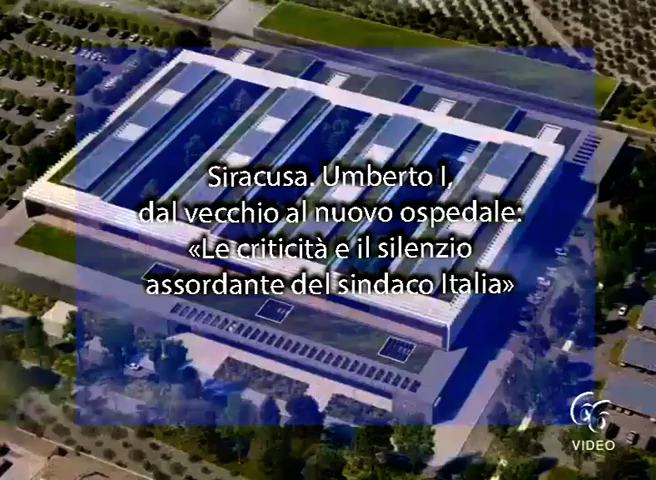 Siracusa. Umberto I,
dal vecchio al nuovo ospedale:
«Le criticità e il silenzio
assordante del sindaco Italia»
VIDEO